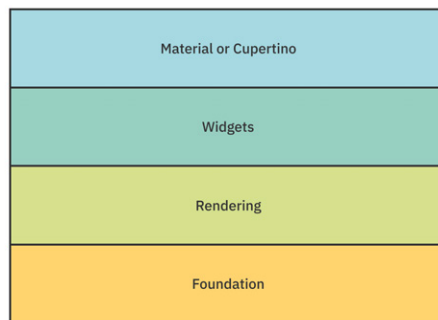 Material or Cupertino
Widgets
Rendering
Foundation